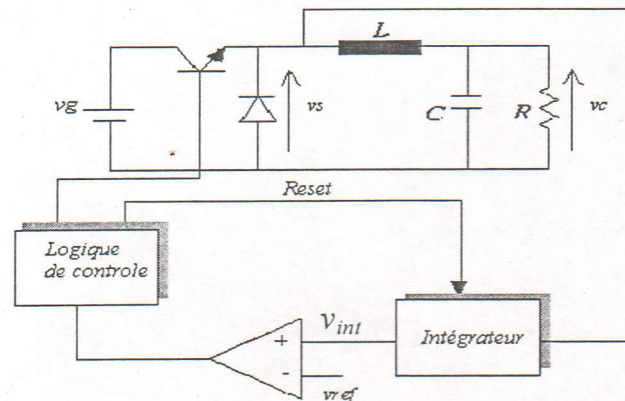 L
vg
vs
C
R
vc
Reset
Logique
de controle
+
Vint
Intégrateur
-
vref